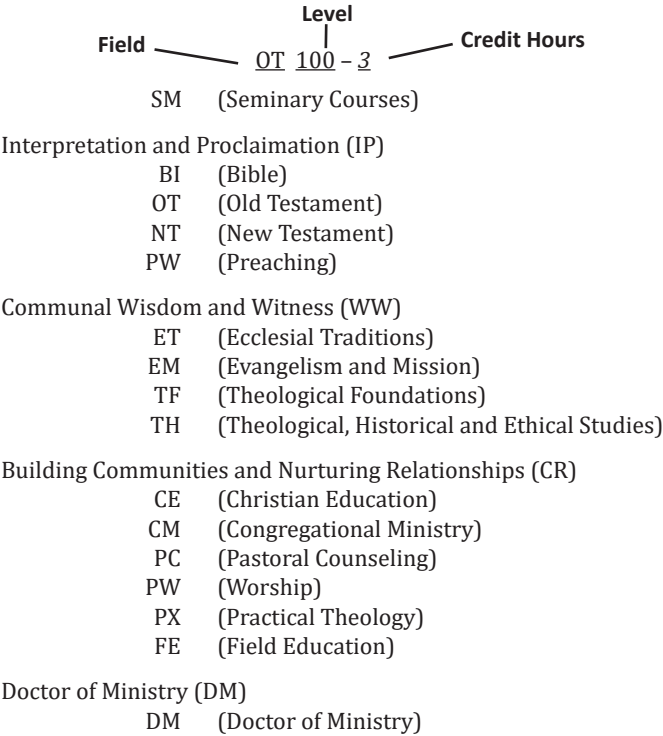 Level
Field
Credit Hours
OT 100 – 3
SM (Seminary Courses)
Interpretation and Proclaimation (IP)
BI (Bible)
OT (Old Testament)
NT (New Testament)
PW (Preaching)
Communal Wisdom and Witness (WW)
ET (Ecclesial Traditions)
EM (Evangelism and Mission)
TF (Theological Foundations)
TH (Theological, Historical and Ethical Studies)
Building Communities and Nurturing Relationships (CR)
CE (Christian Education)
CM (Congregational Ministry)
PC (Pastoral Counseling)
PW (Worship)
PX (Practical Theology)
FE (Field Education)
Doctor of Ministry (DM)
DM (Doctor of Ministry)